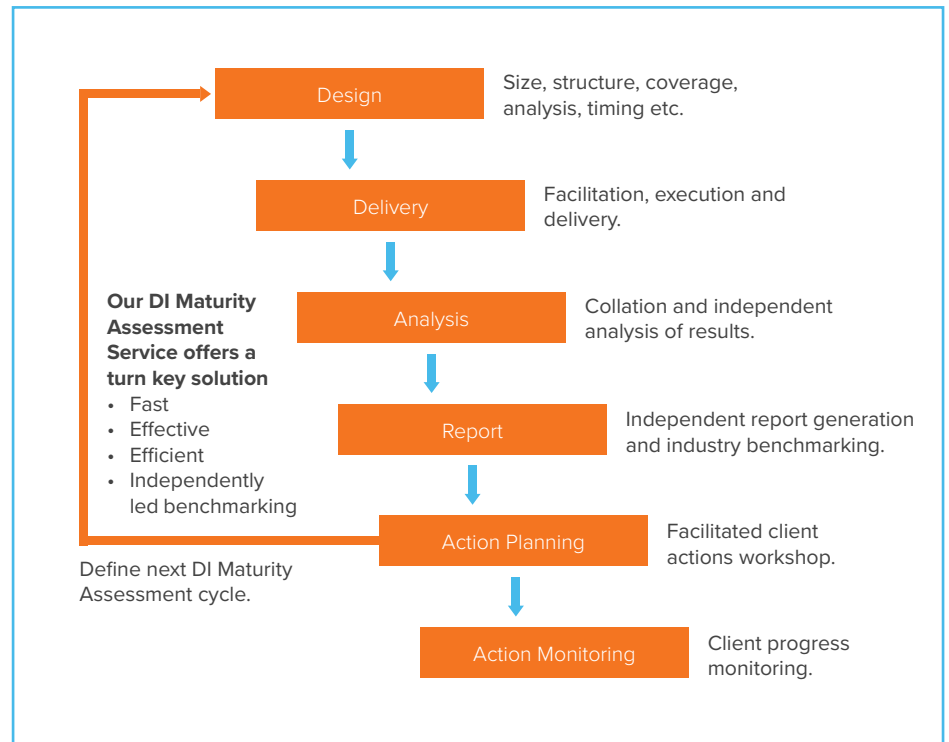 Design
Size, structure, coverage,
analysis, timing etc.
Delivery
Facilitation, execution and
delivery.
Analysis
Collation and independent
analysis of results.
Our DI Maturity
Assessment
Service offers a
turn key solution
• Fast
• Effective
• Efficient
• Independently
led benchmarking
Report
Independent report generation
and industry benchmarking.
Action Planning
Facilitated client
actions workshop.
Define next DI Maturity
Assessment cycle.
Action Monitoring
Client progress
monitoring.